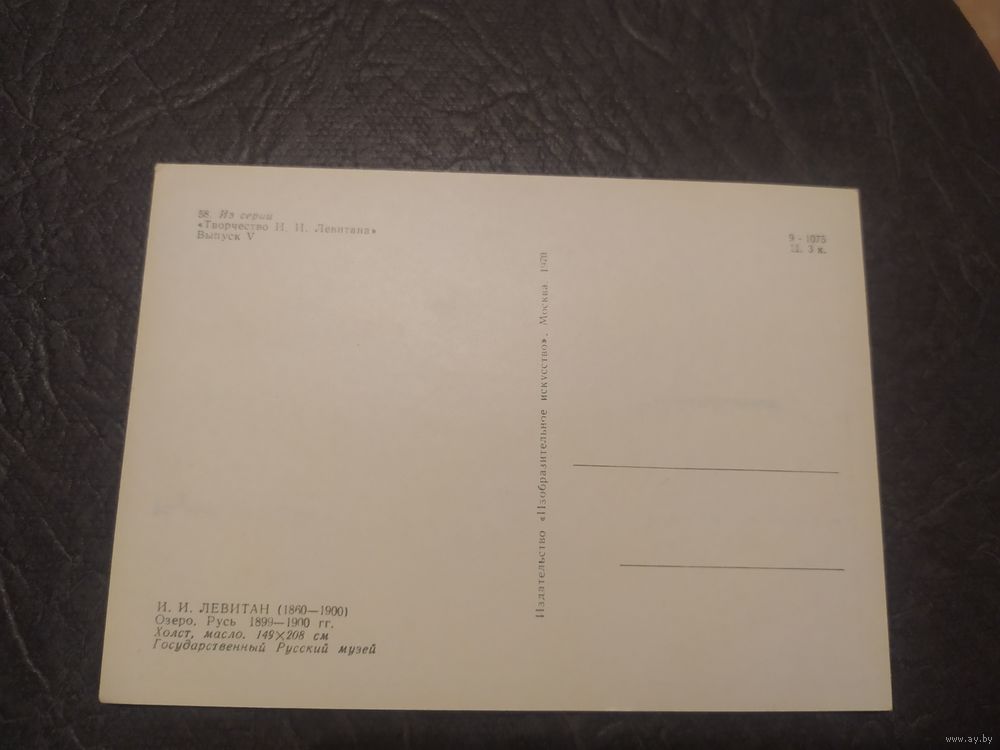 58. Из серии
«Творчество И. И. Левитана»
Выпуск V
9 - 1075
Ц. 3 к.
Издательство «Изобразительное искусство». Москва. 1970
И. И. ЛЕВИТАН (1860—1900)
Озеро. Русь 1899—1900 гг.
Холст, масло. 149×208 см
Государственный Русский музей
www.ay.by